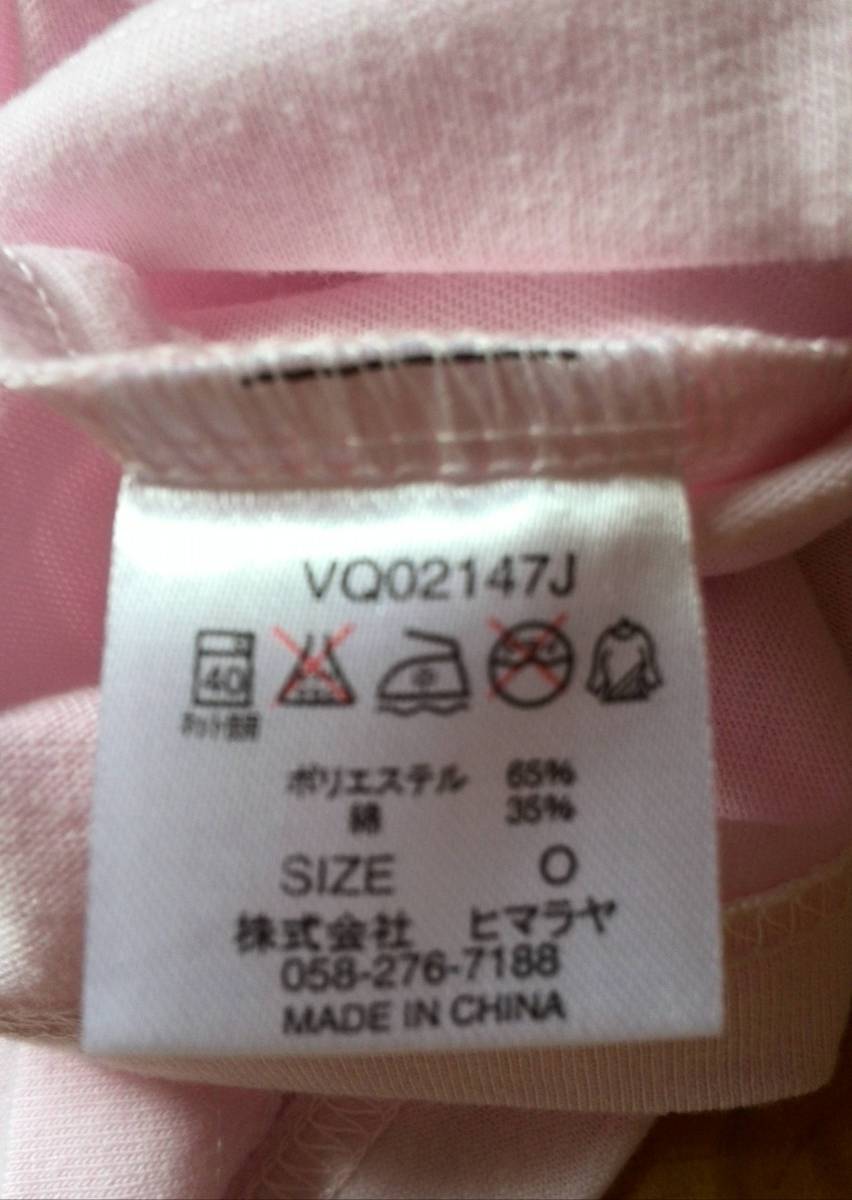 VQ02147J
40
ネット使用
ポリエステル 65%
綿 35%
SIZE O
株式会社 ヒマラヤ
058-276-7188
MADE IN CHINA